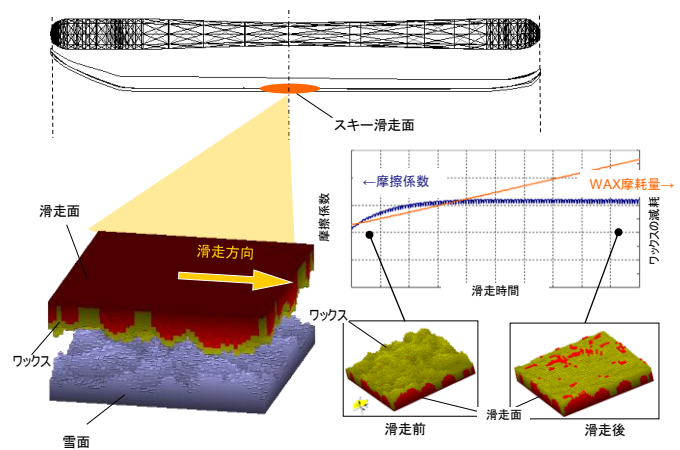 スキー滑走面
←摩擦係数
WAX摩耗量→
摩擦係数
ワックスの減耗
滑走時間
滑走面
滑走方向
ワックス
雪面
ワックス
滑走面
滑走前
滑走後